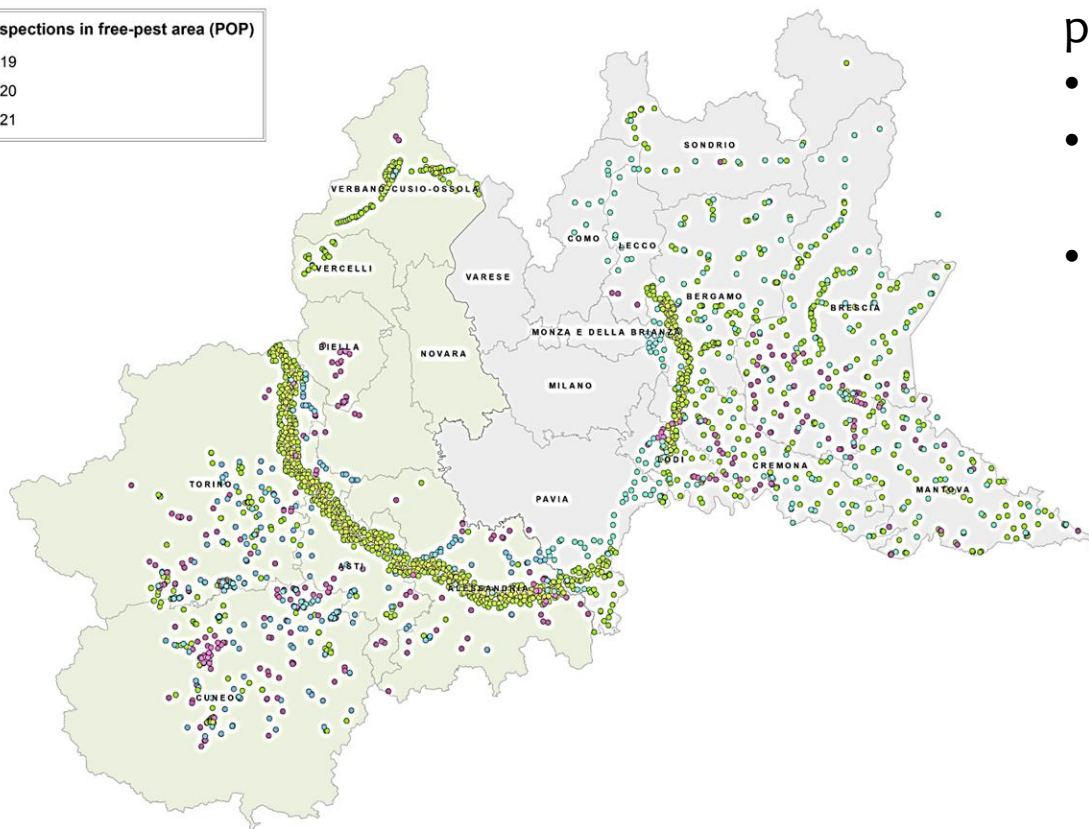 spections in free-pest area (POP)
19
20
21
p
•
•
•
SONDRIO
VERBANO-CUSIO-OSSOLA
COMO
LECCO
VERCELLI
VARESE
BERGAMO
BRESCIA
MONZA E DELLA BRIANZA
BIELLA
NOVARA
MILANO
LODI
CREMONA
TORINO
MANTOVA
PAVIA
ASTI
ALESSANDRIA
CUNEO